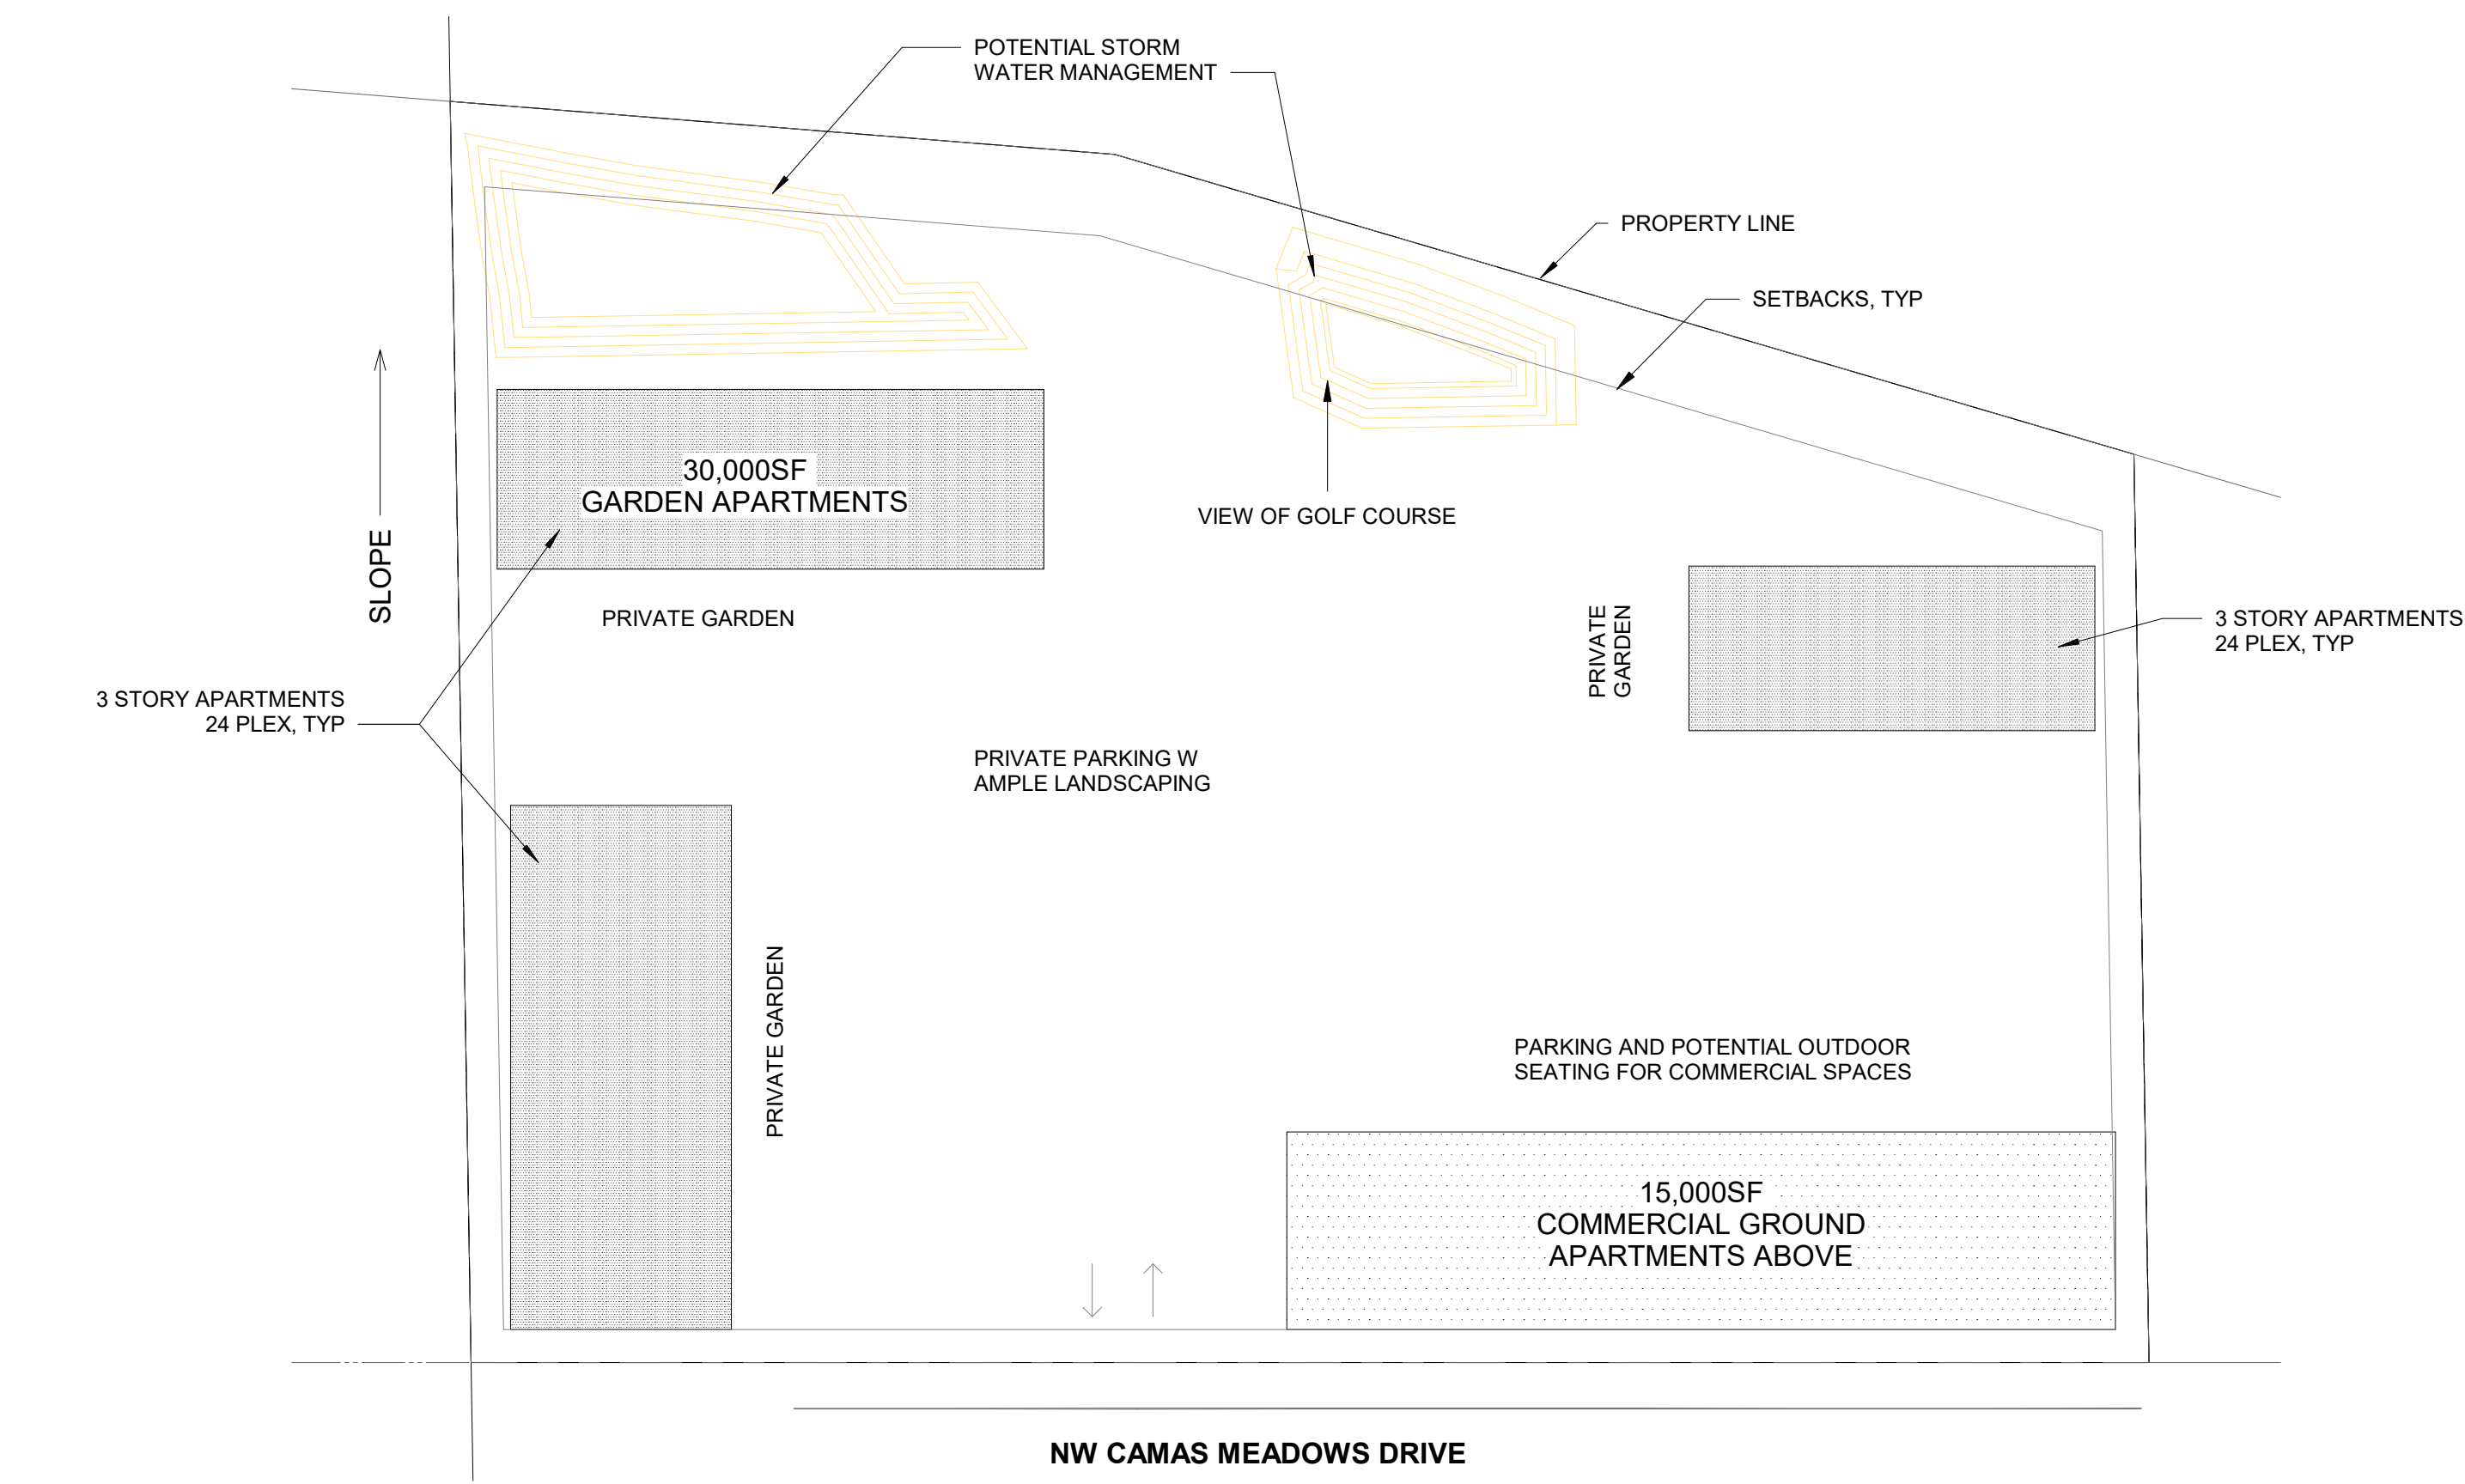 POTENTIAL STORM
WATER MANAGEMENT
PROPERTY LINE
SETBACKS, TYP
30,000SF
GARDEN APARTMENTS
VIEW OF GOLF COURSE
SLOPE
PRIVATE GARDEN
PRIVATE
GARDEN
3 STORY APARTMENTS
24 PLEX, TYP
3 STORY APARTMENTS
24 PLEX, TYP
PRIVATE PARKING W
AMPLE LANDSCAPING
PRIVATE GARDEN
PARKING AND POTENTIAL OUTDOOR
SEATING FOR COMMERCIAL SPACES
15,000SF
COMMERCIAL GROUND
APARTMENTS ABOVE
NW CAMAS MEADOWS DRIVE